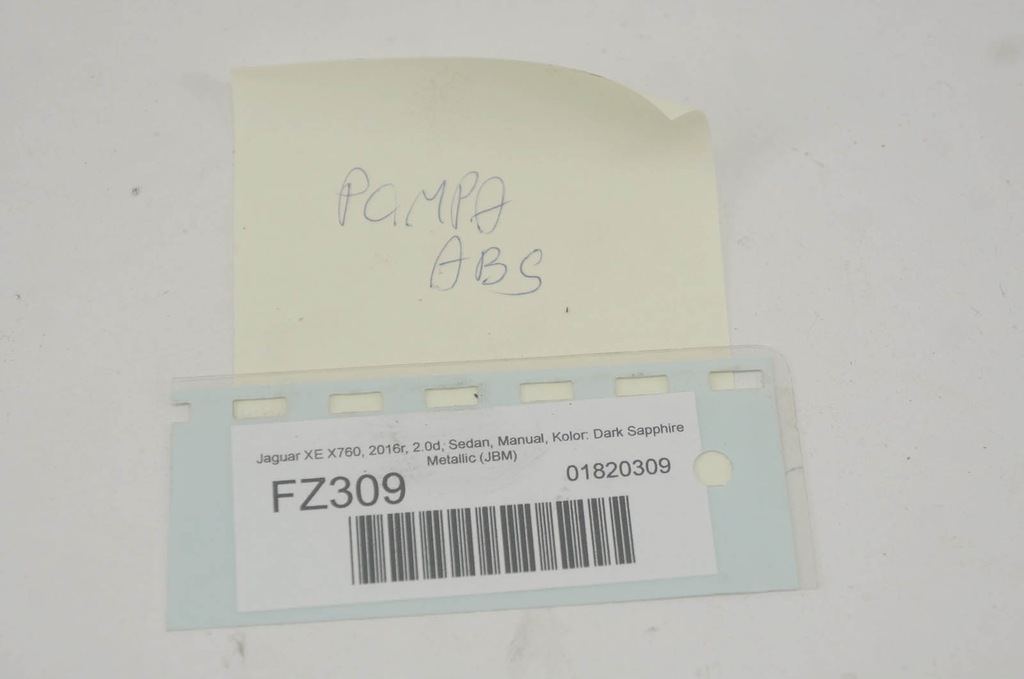 POMPA
ABS
Jaguar XE X760, 2016r, 2.0d, Sedan, Manual, Kolor: Dark Sapphire
Metallic (JBM)
FZ309
01820309